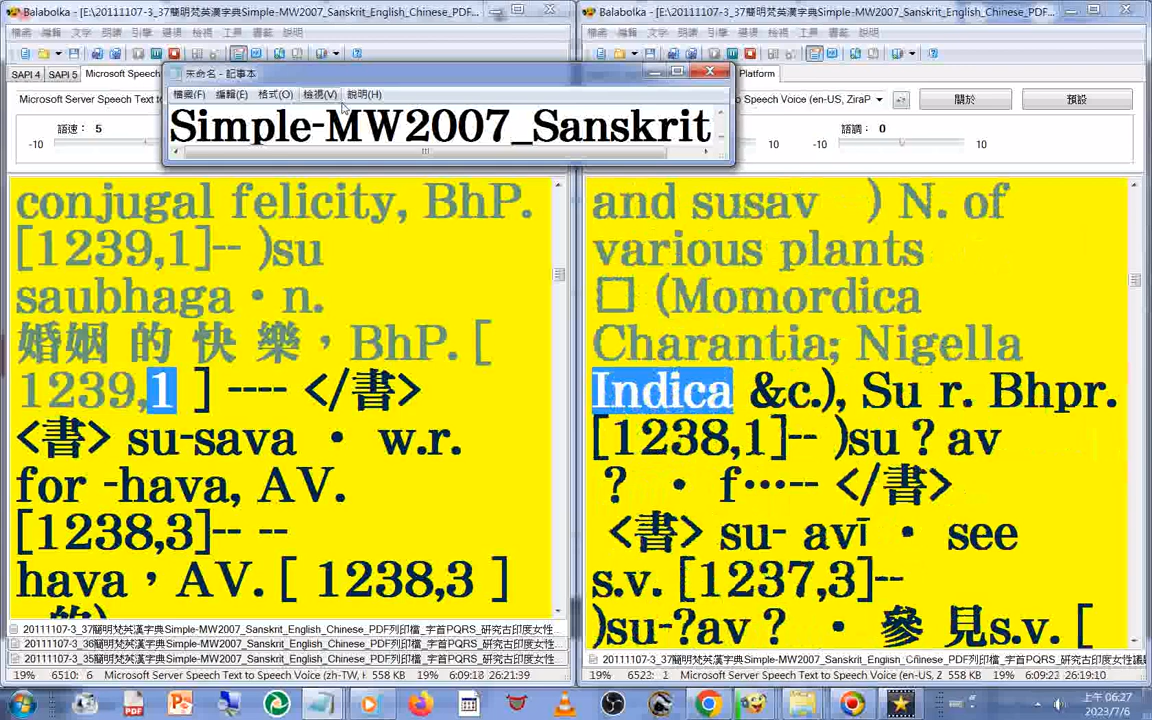 Balabolka - [E:\20111107-3_37簡明梵英漢字典Simple-MW2007_Sanskrit_English_Chinese_PDF...
Balabolka - [E:\20111107-3_37簡明梵英漢字典Simple-MW2007_Sanskrit_English_Chinese_PDF...
SAPI 4 SAPI 5 Microsoft Speech
未命名 - 記事本
檔案(F) 編輯(E) 格式(O) 檢視(V) 說明(H)
Simple-MW2007_Sanskrit
Platform
Microsoft Server Speech Text to
Speech Voice (en-US, ZiraP
關於
預設
語速： 5
-10
語調： 0
10
-10
10
conjugal felicity, BhP.
[1239,1]-- )su
saubhaga • n.
婚姻 的 快 樂，BhP. [
1239,1 ] ---- </書>
<書> su-sava • w.r.
for -hava, AV.
[1238,3]-- --
hava，AV. [ 1238,3 ]
and susav ) N. of
various plants
□ (Momordica
Charantia; Nigella
Indica &c.), Su r. Bhpr.
[1238,1]-- )su ? av
? • f…-- </書>
<書> su- avī • see
s.v. [1237,3]--
)su-?av ? • 參 見s.v. [
20111107-3_37簡明梵英漢字典Simple-MW2007_Sanskrit_English_Chinese_PDF列印檔_字首PQRS_研究古印度女性...
20111107-3_36簡明梵英漢字典Simple-MW2007_Sanskrit_English_Chinese_PDF列印檔_字首PQRS_研究古印度女性...
20111107-3_35簡明梵英漢字典Simple-MW2007_Sanskrit_English_Chinese_PDF列印檔_字首PQRS_研究古印度女性...
20111107-3_37簡明梵英漢字典Simple-MW2007_Sanskrit_English_Chinese_PDF列印檔_字首PQRS_研究古印度女性議題
19% 6510: 6 Microsoft Server Speech Text to Speech Voice (zh-TW, H 558 KB 6:09:18 26:21:39
19% 6522: 1 Microsoft Server Speech Text to Speech Voice (en-US, Z 558 KB 6:09:23 26:19:10
上午 06:27
2023/7/6